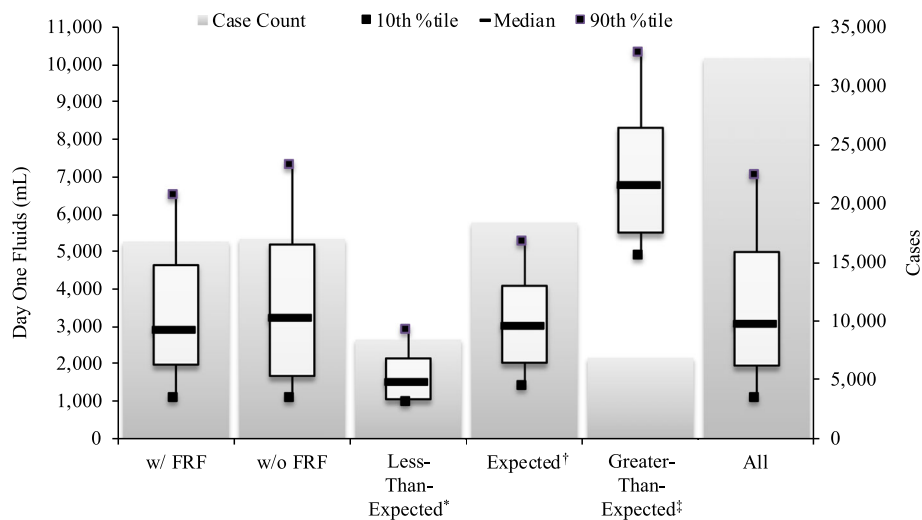 Case Count 10th %tile Median 90th %tile
11,000
10,000
9,000
8,000
7,000
6,000
5,000
4,000
3,000
2,000
1,000
0
Day One Fluids (mL)
35,000
30,000
25,000
20,000
15,000
10,000
5,000
0
Cases
w/ FRF
w/o FRF
Less-
Than-
Expected*
Expected†
Greater-
Than-
Expected‡
All